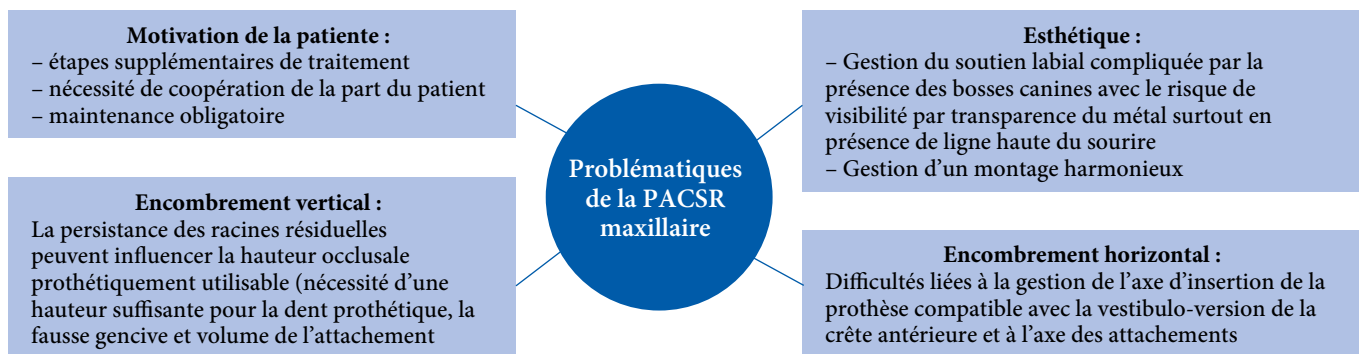 Motivation de la patiente :
– étapes supplémentaires de traitement
– nécessité de coopération de la part du patient
– maintenance obligatoire
Esthétique :
– Gestion du soutien labial compliquée par la
présence des bosses canines avec le risque de
visibilité par transparence du métal surtout en
présence de ligne haute du sourire
– Gestion d’un montage harmonieux
Problématiques
de la PACSR
maxillaire
Encombrement vertical :
La persistance des racines résiduelles
peuvent influencer la hauteur occlusale
prothétiquement utilisable (nécessité d’une
hauteur suffisante pour la dent prothétique, la
fausse gencive et volume de l’attachement
Encombrement horizontal :
Difficultés liées à la gestion de l’axe d’insertion de la
prothèse compatible avec la vestibulo-version de la
crête antérieure et à l’axe des attachements